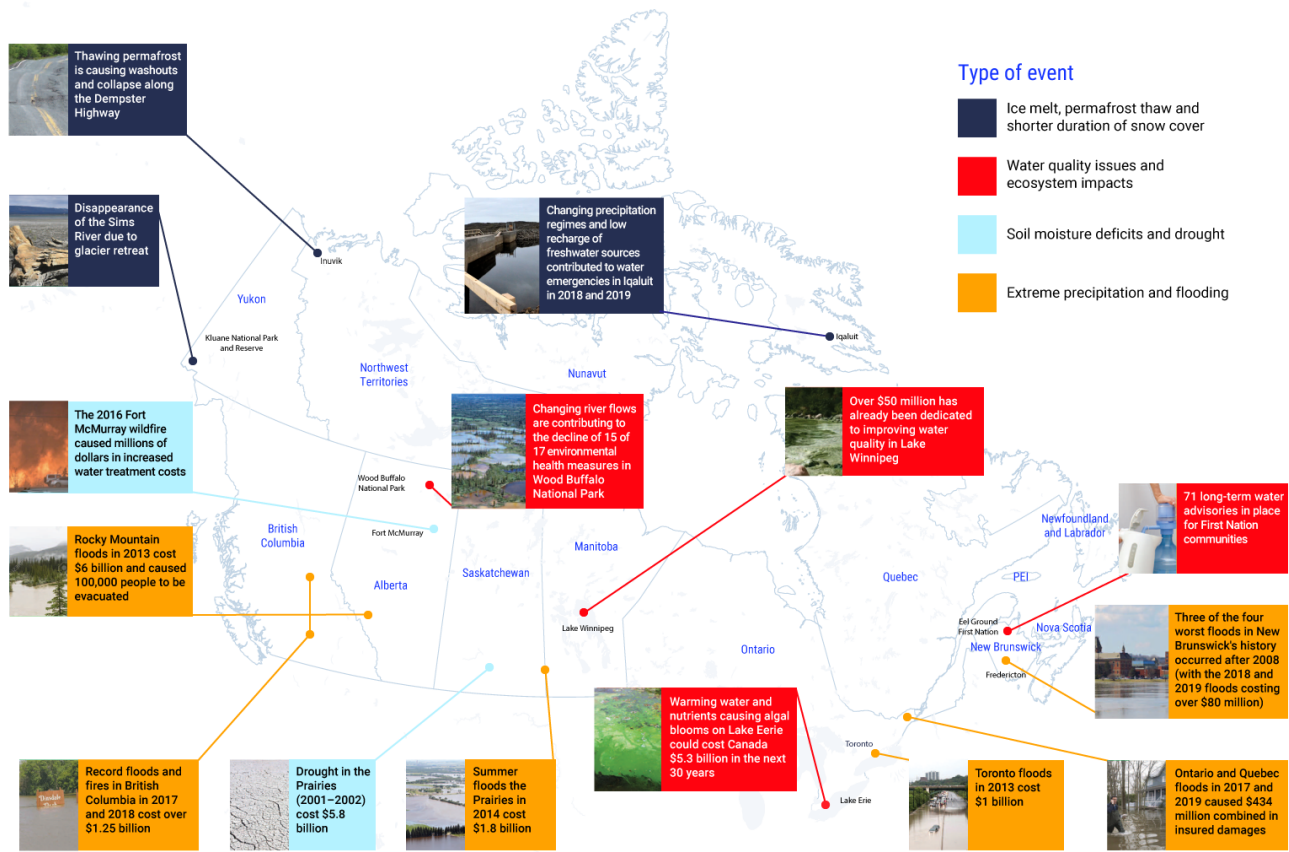 Thawing permafrost
is causing washouts
and collapse along
the Dempster
Highway
Type of event
Ice melt, permafrost thaw and
shorter duration of snow cover
Water quality issues and
ecosystem impacts
Soil moisture deficits and drought
Extreme precipitation and flooding
Disappearance
of the Sims
River due to
glacier retreat
Changing precipitation
regimes and low
recharge of
freshwater sources
contributed to water
emergencies in Iqaluit
in 2018 and 2019
Inuvik
Yukon
Kluane National Park
and Reserve
Iqaluit
Northwest
Territories
Nunavut
The 2016 Fort
McMurray wildfire
caused millions of
dollars in increased
water treatment costs
Changing river flows
are contributing to
the decline of 15 of
17 environmental
health measures in
Wood Buffalo
National Park
Over $50 million has
already been dedicated
to improving water
quality in Lake
Winnipeg
Wood Buffalo
National Park
Fort McMurray
71 long-term water
advisories in place
for First Nation
communities
Newfoundland
and Labrador
Rocky Mountain
floods in 2013 cost
$6 billion and caused
100,000 people to be
evacuated
British
Columbia
Alberta
Saskatchewan
Manitoba
Lake Winnipeg
Ontario
Quebec
PEI
Eel Ground
First Nation
Nova Scotia
New Brunswick
Fredericton
Three of the four
worst floods in New
Brunswick's history
occurred after 2008
(with the 2018 and
2019 floods costing
over $80 million)
Warming water and
nutrients causing algal
blooms on Lake Eerie
could cost Canada
$5.3 billion in the next
30 years
Toronto
Lake Erie
Record floods and
fires in British
Columbia in 2017
and 2018 cost over
$1.25 billion
Drought in the
Prairies
(2001–2002)
cost $5.8
billion
Summer
floods the
Prairies in
2014 cost
$1.8 billion
Toronto floods
in 2013 cost
$1 billion
Ontario and Quebec
floods in 2017 and
2019 caused $434
million combined in
insured damages